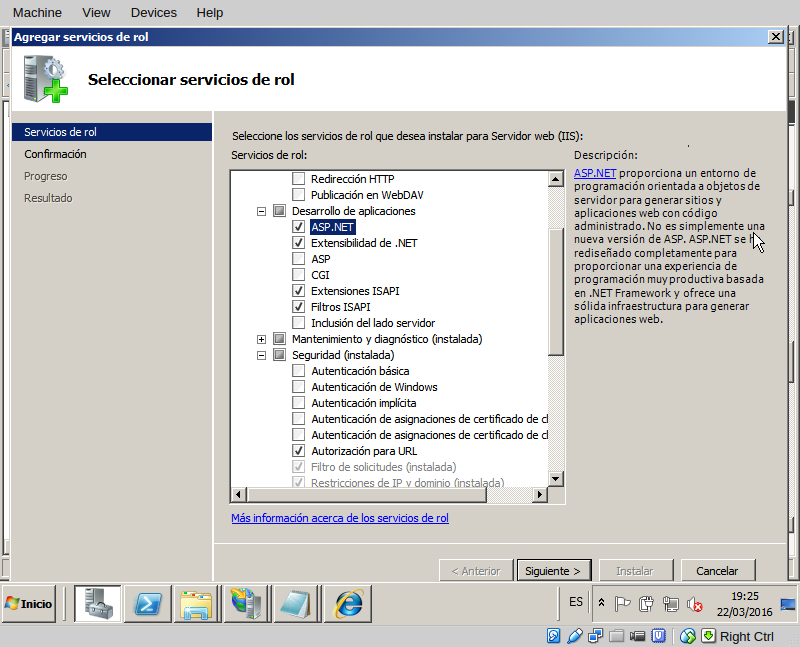 Machine View Devices Help
Agregar servicios de rol
Seleccionar servicios de rol
Servicios de rol
Confirmación
Progreso
Resultado
Seleccione los servicios de rol que desea instalar para Servidor web (IIS):
Servicios de rol:
Redirección HTTP
Publicación en WebDAV
Desarrollo de aplicaciones
ASP.NET
Extensibilidad de .NET
ASP
CGI
Extensiones ISAPI
Filtros ISAPI
Inclusión del lado servidor
Mantenimiento y diagnóstico (instalada)
Seguridad (instalada)
Autenticación básica
Autenticación de Windows
Autenticación implícita
Autenticación de asignaciones de certificado de
Autenticación de asignaciones de certificado de
Autorización para URL
Filtro de solicitudes (instalada)
Restricciones de IP y dominio (instalada)
Más información acerca de los servicios de rol
Descripción:
ASP.NET proporciona un entorno de
programación orientada a objetos de
servidor para generar sitios y
aplicaciones web con código
administrado. No es simplemente una
nueva versión de ASP. ASP.NET se
rediseñado completamente para
proporcionar una experiencia de
programación muy productiva basada
en .NET Framework y ofrece una
sólida infraestructura para generar
aplicaciones web.
< Anterior Siguiente > Instalar Cancelar
Inicio ES 19:25
22/03/2016
Right Ctrl